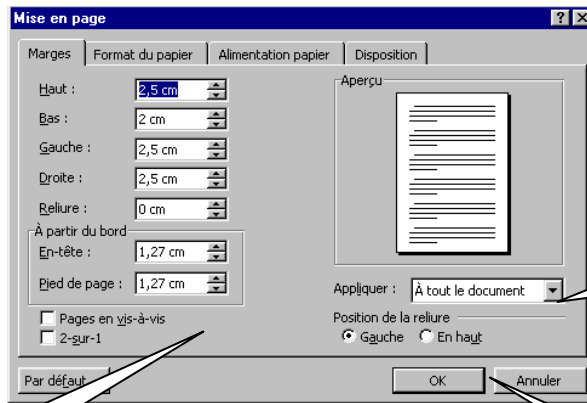 Mise en page
Marges Format du papier Alimentation papier Disposition
Haut : 2,5 cm
Bas : 2 cm
Gauche : 2,5 cm
Droite : 2,5 cm
Reliure : 0 cm
À partir du bord
En-tête : 1,27 cm
Pied de page : 1,27 cm
Pages en vis-à-vis
2-sur-1
Aperçu
Appliquer : À tout le document
Position de la reliure
Gauche En haut
Par défaut... OK Annuler